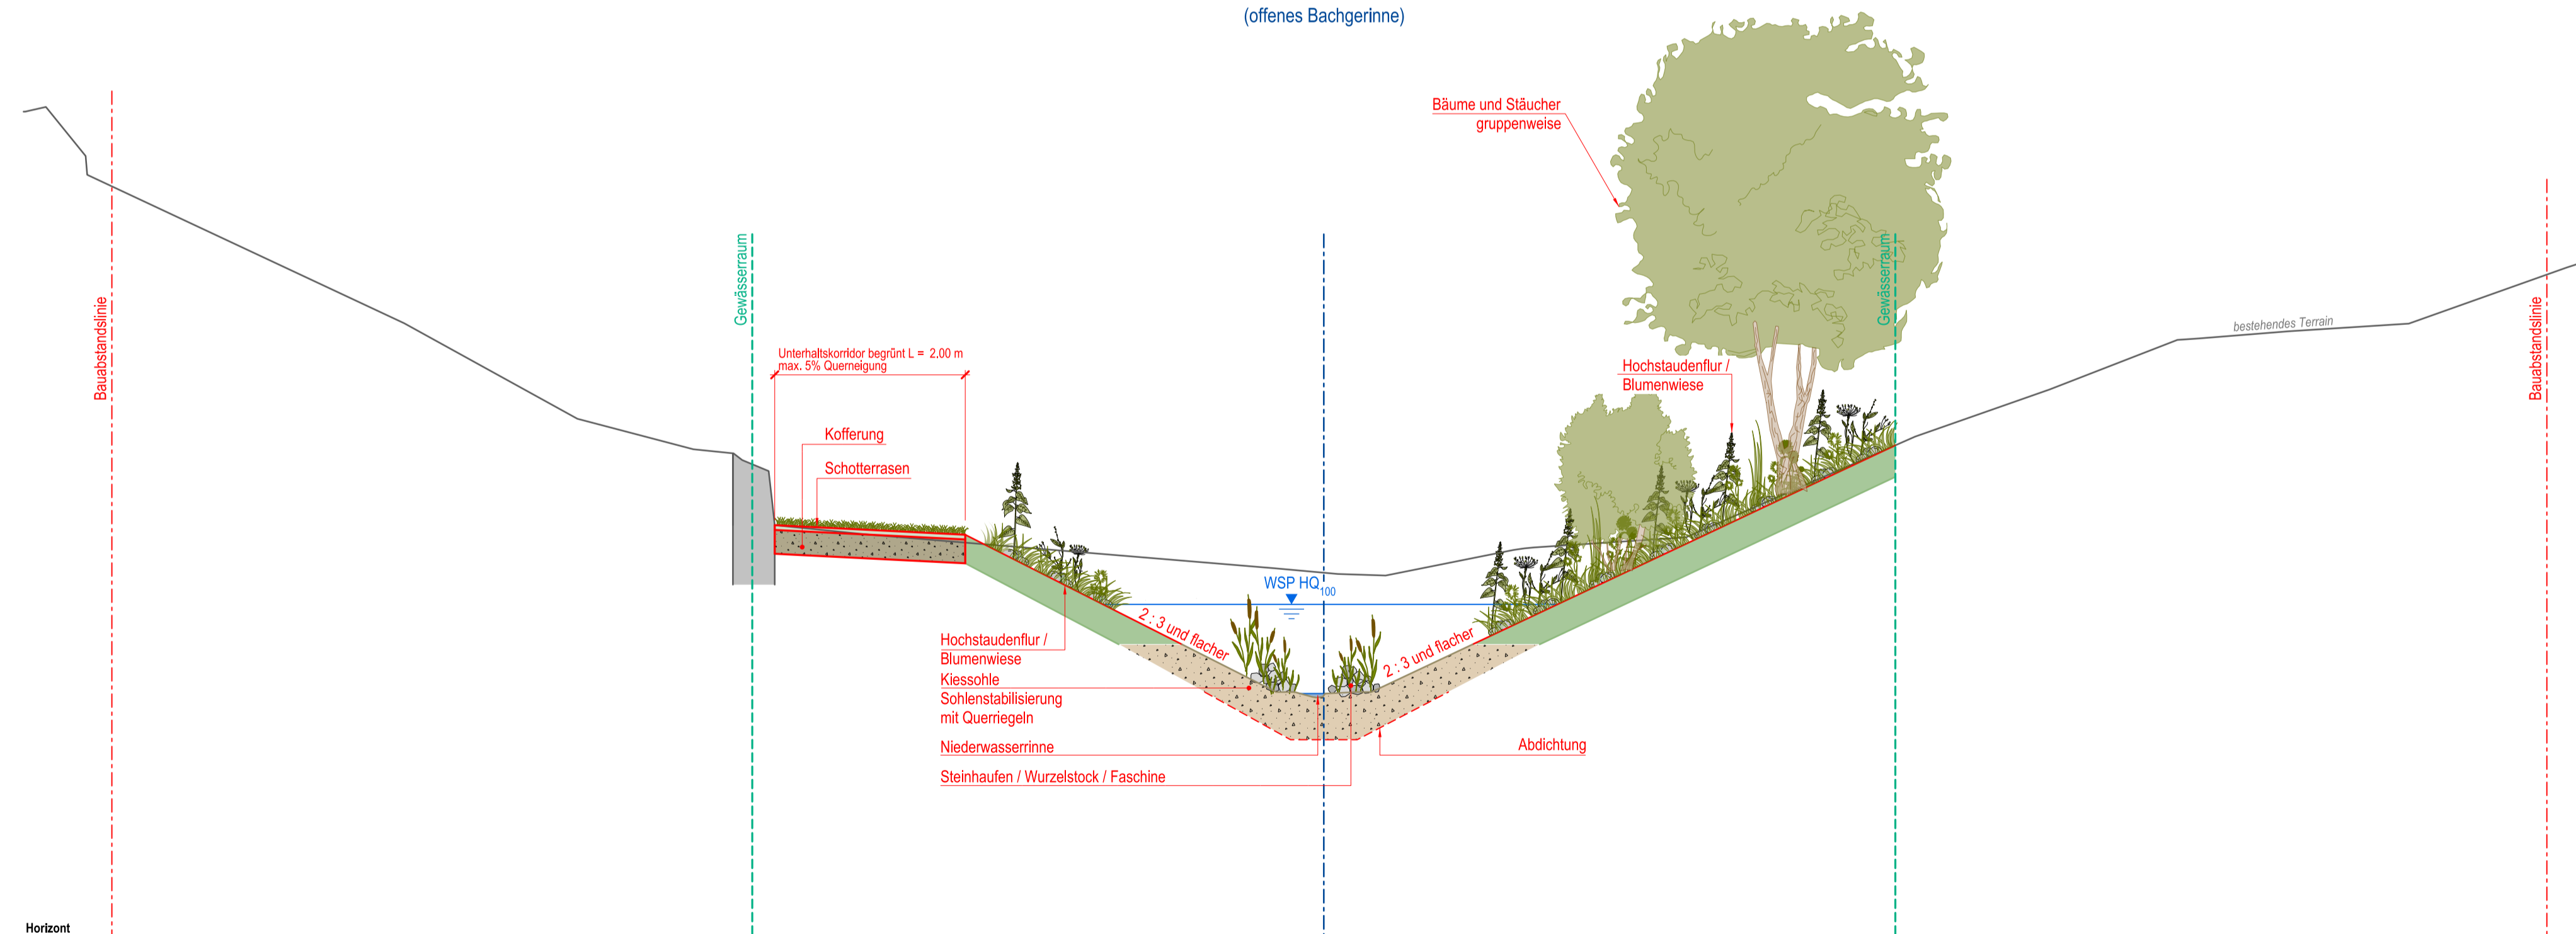 (offenes Bachgerinne)
Bäume und Stäucher
gruppenweise
Bauabstandslinie
Gewässerraum
Gewässerraum
Bauabstandslinie
bestehendes Terrain
Unterhaltskorridor begrünt L = 2.00 m
max. 5% Querneigung
Hochstaudenflur /
Blumenwiese
Kofferung
Schotterrasen
WSP HQ100
2 : 3 und flacher
2 : 3 und flacher
Hochstaudenflur /
Blumenwiese
Kiessohle
Sohlenstabilisierung
mit Querriegeln
Niederwasserrinne
Abdichtung
Steinhaufen / Wurzelstock / Faschine
Horizont